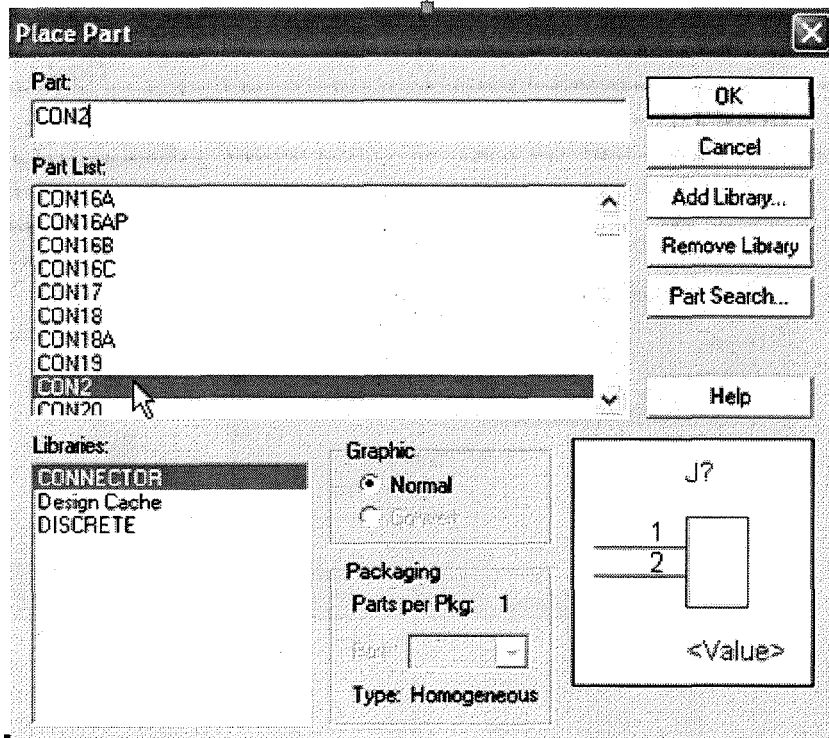 Place Part
Part:
CON2
OK
Cancel
Part List:
CON16A
CON16AP
CON16B
CON16C
CON17
CON18
CON18A
CON19
CON2
CON20
Add Library...
Remove Library
Part Search...
Help
Libraries:
CONNECTOR
Design Cache
DISCRETE
Graphic
Normal
Convert
Packaging
Parts per Pkg: 1
Part:
Type: Homogeneous
J?
1
2
<Value>